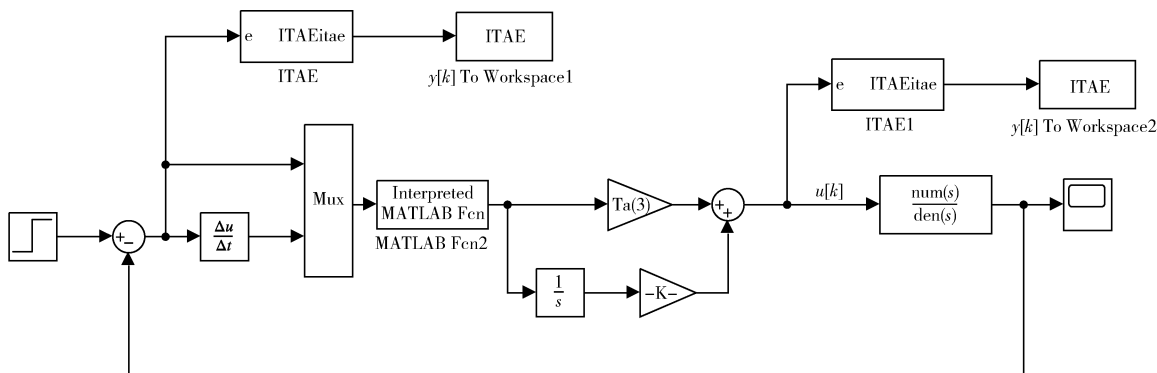 e ITAEitae
ITAE
ITAE
y[k] To Workspace1
e ITAEitae
ITAE1
ITAE
y[k] To Workspace2
+
−
Δu
Δt
Mux
Interpreted
MATLAB Fcn
MATLAB Fcn2
Ta(3)
1
s
-K-
+
+
u[k]
num(s)
den(s)